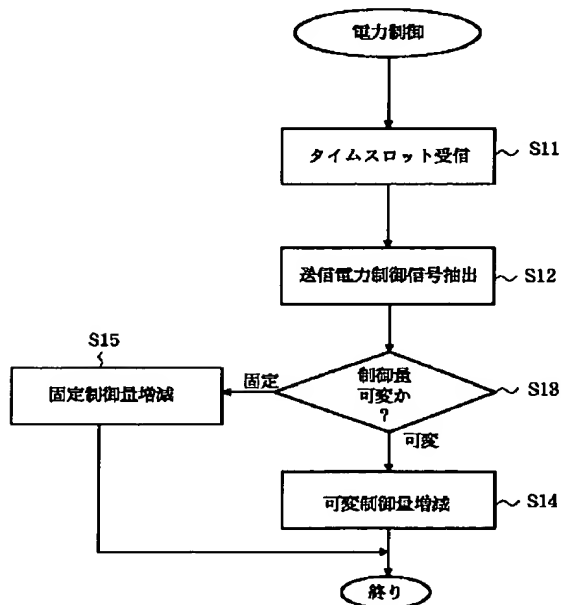 電力制御
タイムスロット受信
S11
送信電力制御信号抽出
S12
S15
固定制御量増減
固定
制御量
可変か
?
S13
可変
可変制御量増減
S14
終り